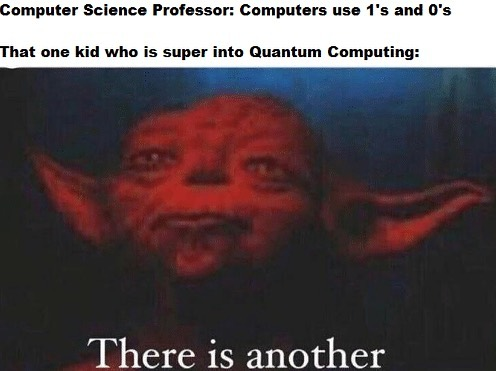 Computer Science Professor: Computers use 1's and 0's
That one kid who is super into Quantum Computing:
There is another